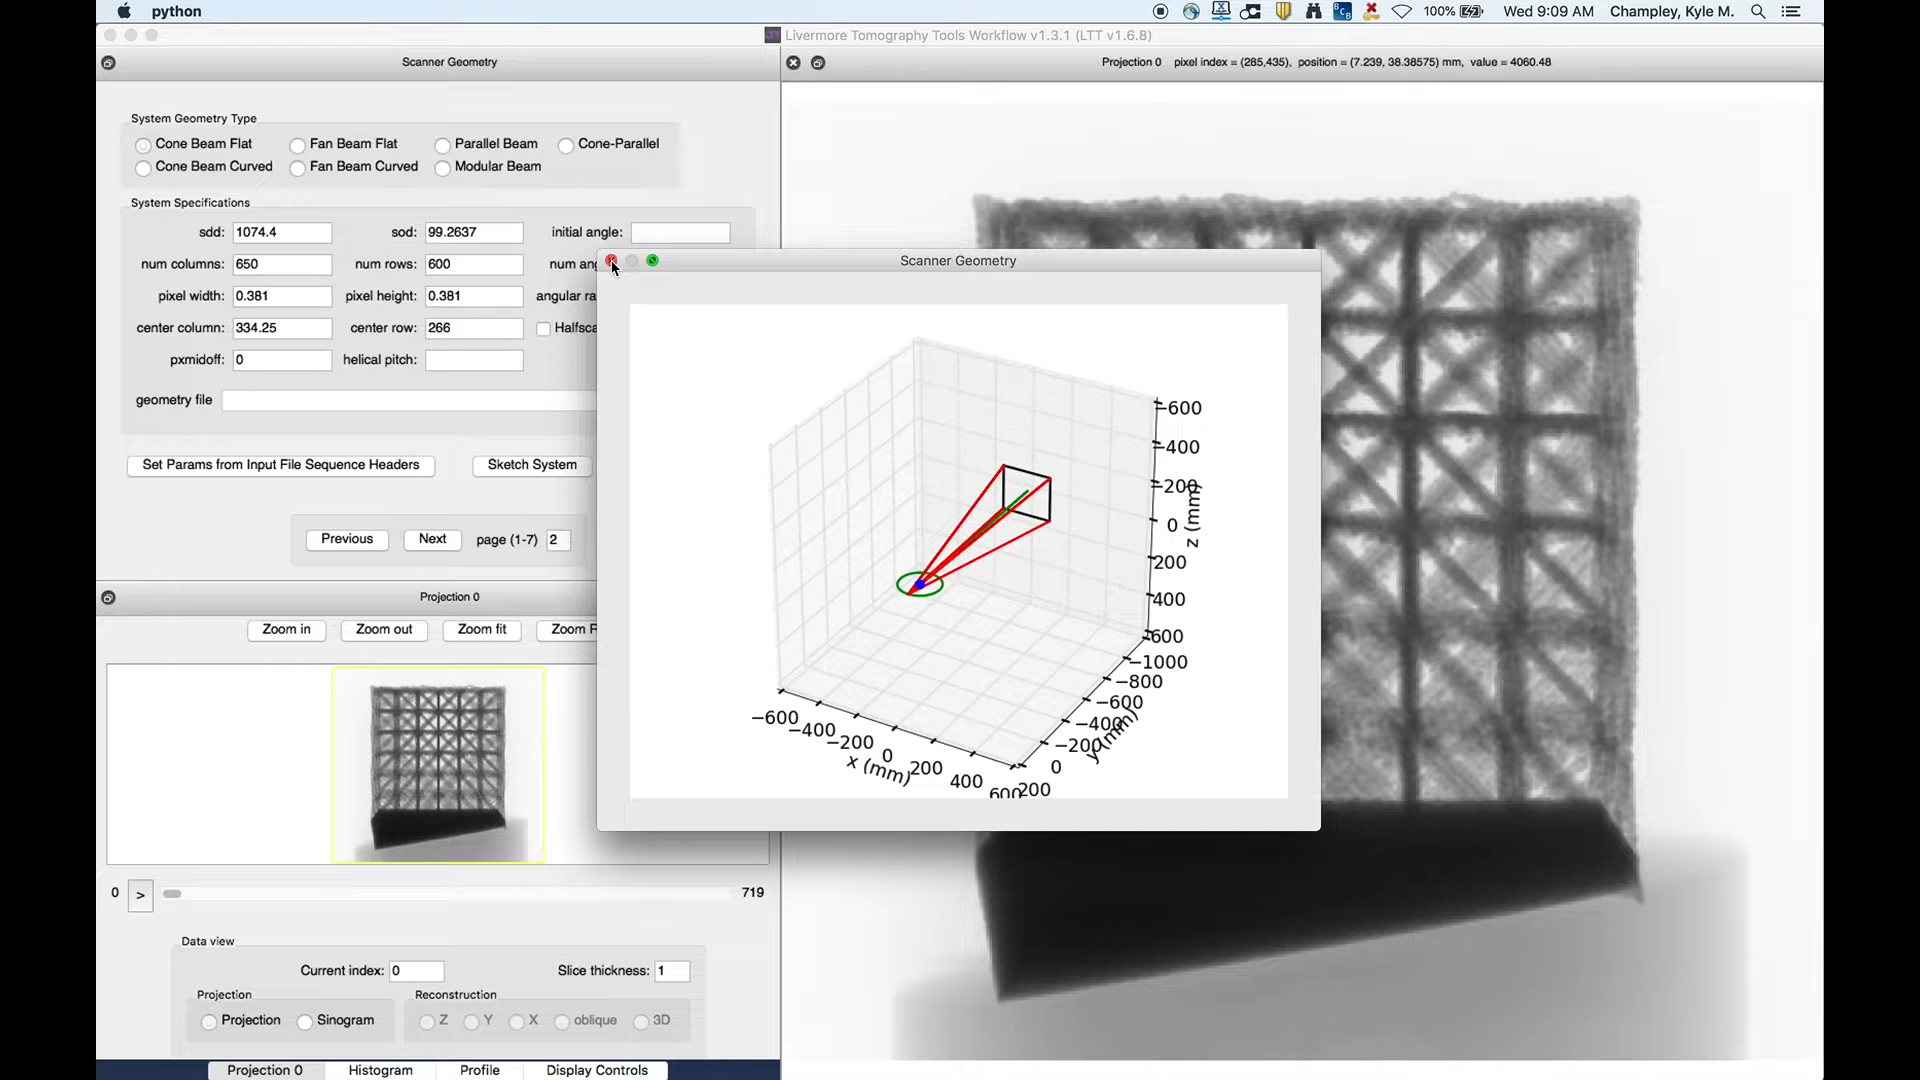 python
100%
Wed 9:09 AM
Champley, Kyle M.
Livermore Tomography Tools Workflow v1.3.1 (LTT v1.6.8)
Scanner Geometry
Projection 0 pixel index = (285,435), position = (7.239, 38.38575) mm, value = 4060.48
System Geometry Type
Cone Beam Flat
Fan Beam Flat
Parallel Beam
Cone-Parallel
Cone Beam Curved
Fan Beam Curved
Modular Beam
System Specifications
sdd: 1074.4
sod: 99.2637
initial angle:
num columns: 650
num rows: 600
num ang
pixel width: 0.381
pixel height: 0.381
angular ra
center column: 334.25
center row: 266
Halfsca
pxmidoff: 0
helical pitch:
geometry file
Set Params from Input File Sequence Headers
Sketch System
Previous
Next
page (1-7) 2
Scanner Geometry
−600
−400
−200
0
200
400
600
z (mm)
−1000
−800
−600
−400
−200
0
200
y (mm)
−600
−400
−200
0
200
400
600
x (mm)
Projection 0
Zoom in
Zoom out
Zoom fit
Zoom R
0
>
719
Data view
Current index: 0
Slice thickness: 1
Projection
Reconstruction
Projection
Sinogram
Z
Y
X
oblique
3D
Projection 0
Histogram
Profile
Display Controls